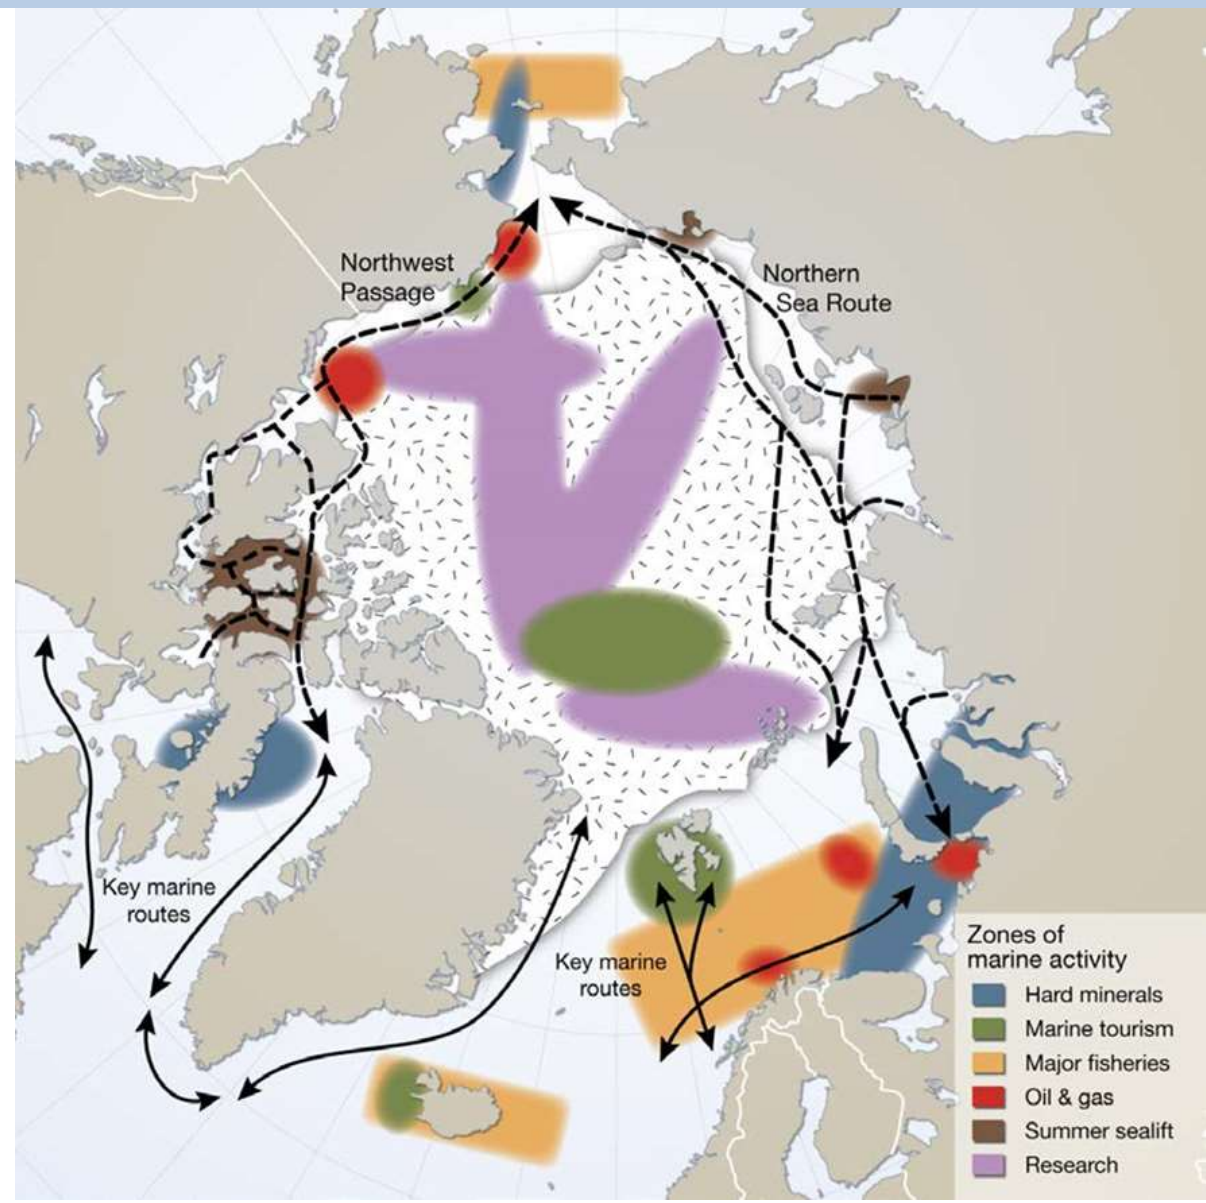 Northwest
Passage
Northern
Sea Route
Key marine
routes
Key marine
routes
Zones of
marine activity
Hard minerals
Marine tourism
Major fisheries
Oil & gas
Summer sealift
Research